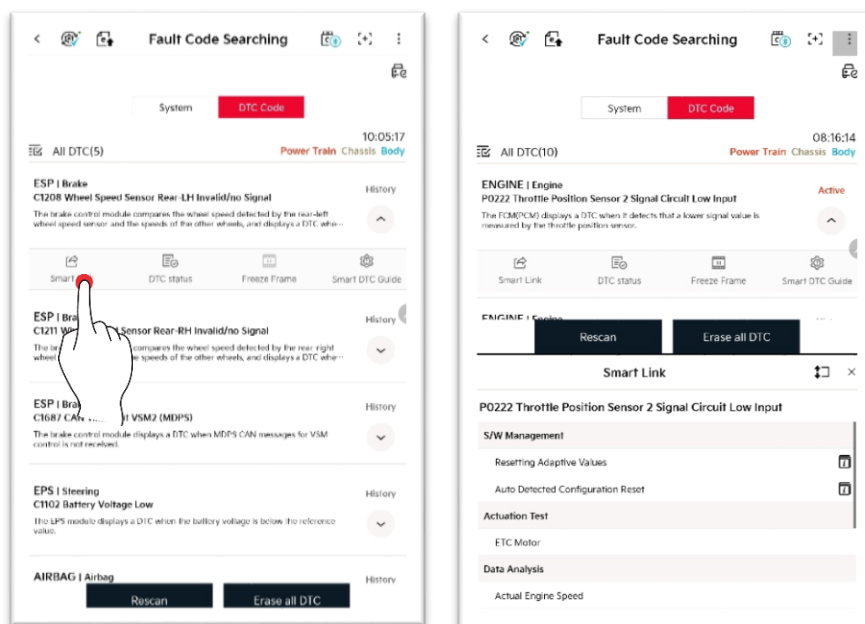 Fault Code Searching
System
DTC Code
10:05:17
All DTC(5)
Power Train Chassis Body
ESP | Brake
C1208 Wheel Speed Sensor Rear-LH Invalid/no Signal
History
The brake control module compares the wheel speed detected by the rear-left
wheel speed sensor and the speeds of the other wheels, and displays a DTC whe···
Smart
DTC status
Freeze Frame
Smart DTC Guide
ESP | Bra
C1211 W Sensor Rear-RH Invalid/no Signal
History
The br compares the wheel speed detected by the rear-right
wheel e speeds of the other wheels, and displays a DTC whe···
ESP | Bra
C1687 CAN VSM2 (MDPS)
History
The brake control module displays a DTC when MDPS CAN messages for VSM
control is not received.
EPS | Steering
C1102 Battery Voltage Low
History
The EPS module displays a DTC when the battery voltage is below the reference
value.
AIRBAG | Airbag
History
Rescan
Erase all DTC
Fault Code Searching
System
DTC Code
08:16:14
All DTC(10)
Power Train Chassis Body
ENGINE | Engine
P0222 Throttle Position Sensor 2 Signal Circuit Low Input
Active
The ECM(PCM) displays a DTC when it detects that a lower signal value is
measured by the throttle position sensor.
Smart Link
DTC status
Freeze Frame
Smart DTC Guide
ENGINE | Engine
Rescan
Erase all DTC
Smart Link
P0222 Throttle Position Sensor 2 Signal Circuit Low Input
S/W Management
Resetting Adaptive Values
Auto Detected Configuration Reset
Actuation Test
ETC Motor
Data Analysis
Actual Engine Speed